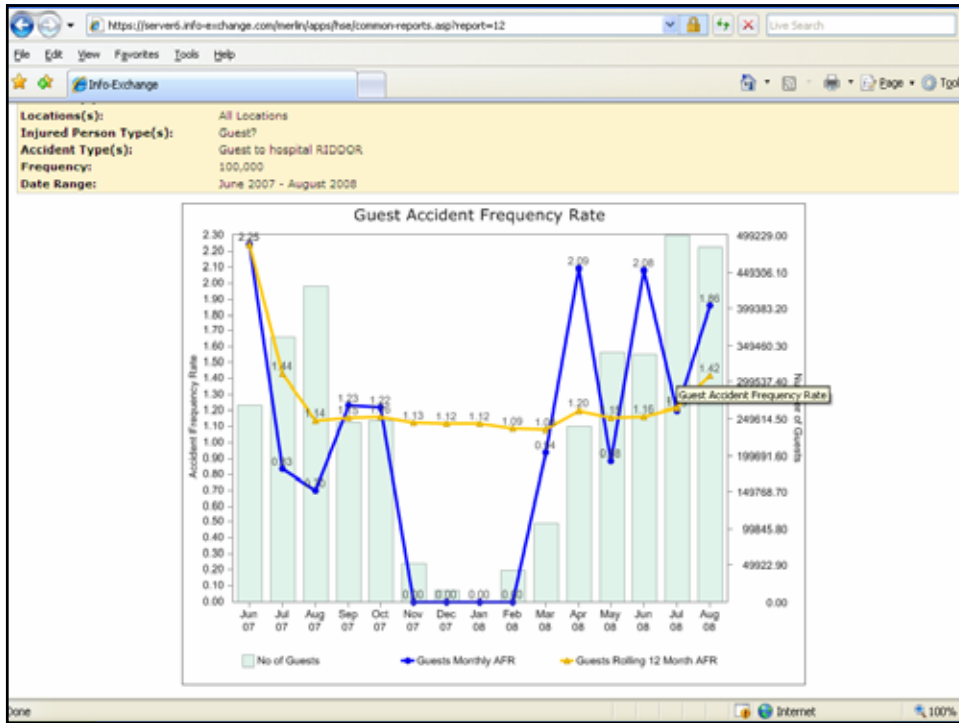 https://server6.info-exchange.com/merlin/apps/hse/common-reports.asp?report=12
Live Search
File Edit View Favorites Tools Help
Info-Exchange
Page Tool
Locations(s): All Locations
Injured Person Type(s): Guest?
Accident Type(s): Guest to hospital RIDDOR
Frequency: 100,000
Date Range: June 2007 - August 2008
Guest Accident Frequency Rate
2.30 499229.00
2.20 2.25
2.10 2.09 2.08 449306.10
2.00
1.90 1.86 399383.20
1.80
1.70
1.60 349460.30
1.50
1.40 1.44 1.42 299537.40
1.30 Guest Accident Frequency Rate
1.20 1.23 1.22 1.20
1.10 1.14 1.13 1.12 1.12 1.09 1.15 1.16 249614.50
1.00
0.90 0.94 199691.60
0.80 0.83
0.70 0.70 149768.70
0.60
0.50 99845.80
0.40
0.30
0.20 49922.90
0.10
0.00 0.00 0.00 0.00 0.00 0.00
Accident Frequency Rate
of Guests
Jun Jul Aug Sep Oct Nov Dec Jan Feb Mar Apr May Jun Jul Aug
07 07 07 07 07 07 07 08 08 08 08 08 08 08 08
No of Guests Guests Monthly AFR Guests Rolling 12 Month AFR
Done Internet 100%